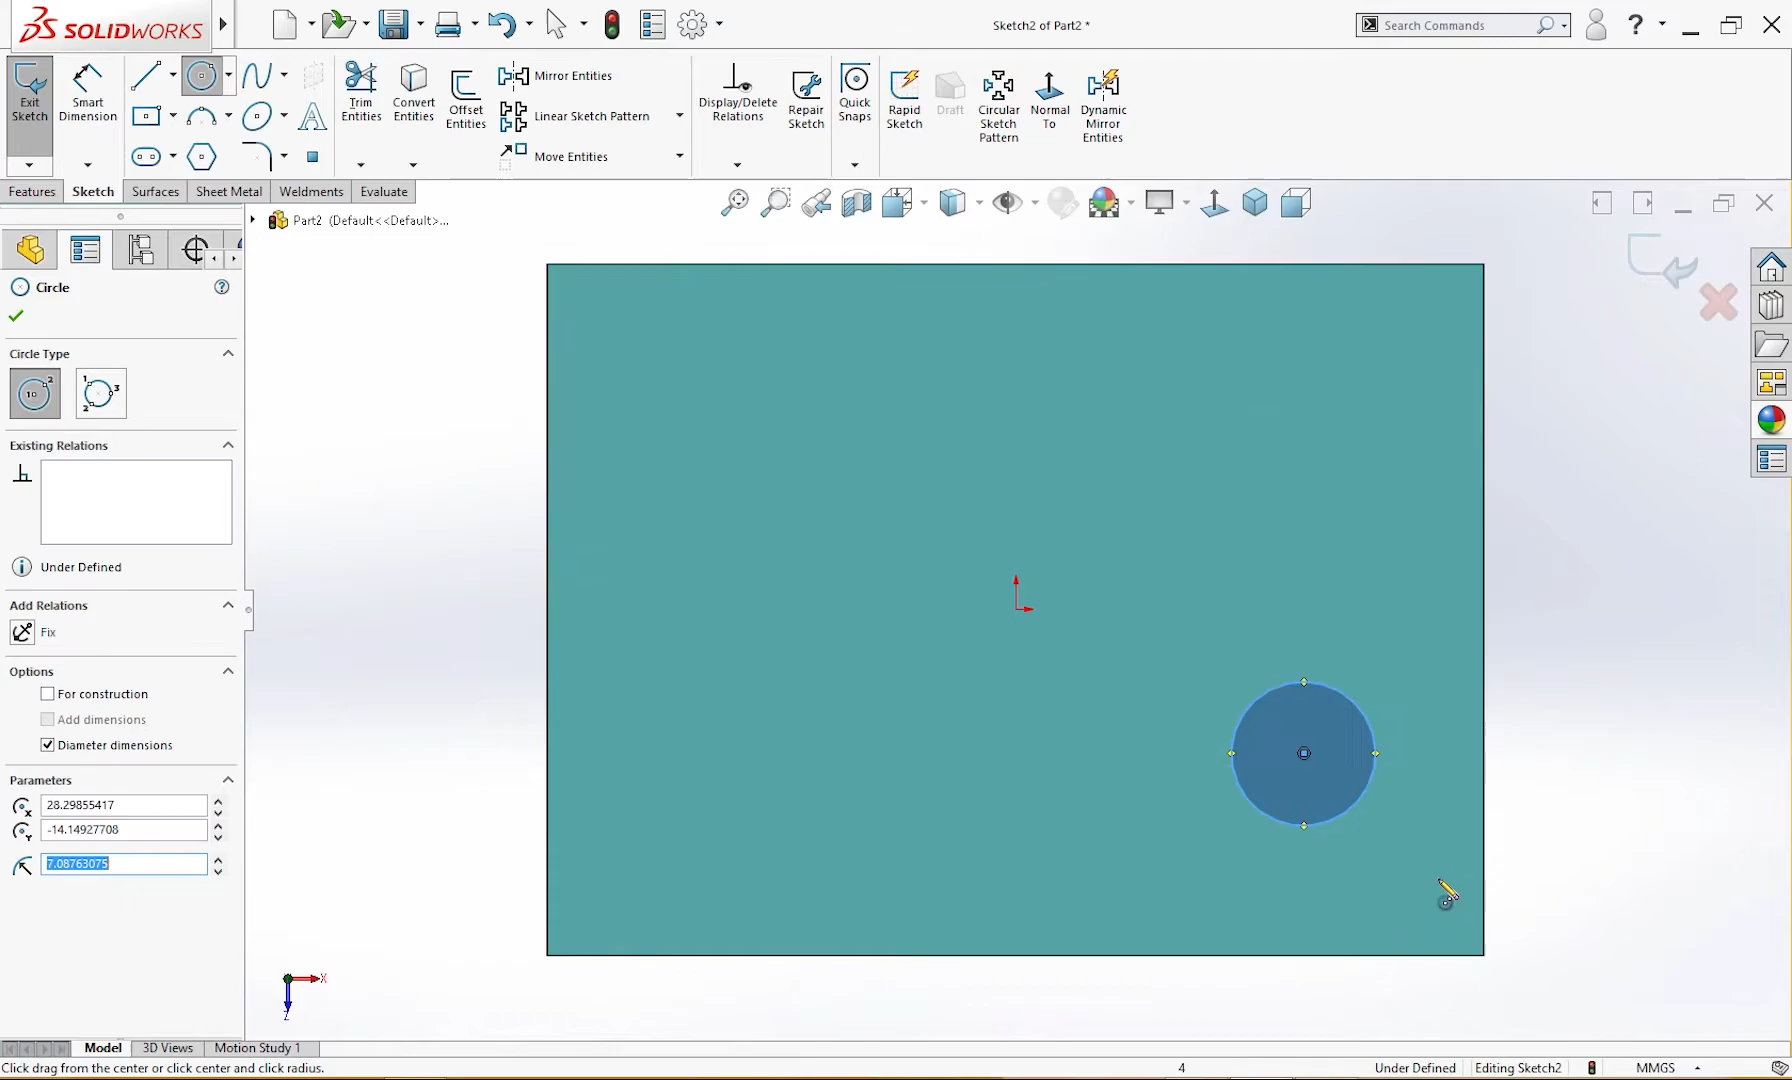 SOLIDWORKS
Sketch2 of Part2 *
Search Commands
?
Exit Sketch
Smart Dimension
Trim Entities
Convert Entities
Offset Entities
Mirror Entities
Linear Sketch Pattern
Move Entities
Display/Delete Relations
Repair Sketch
Quick Snaps
Rapid Sketch
Draft
Circular Sketch Pattern
Normal To
Dynamic Mirror Entities
Features
Sketch
Surfaces
Sheet Metal
Weldments
Evaluate
Part2 (Default<<Default>...
Circle
Circle Type
Existing Relations
Under Defined
Add Relations
Fix
Options
For construction
Add dimensions
Diameter dimensions
Parameters
28.29855417
-14.14927708
7.08763075
X
Z
Model
3D Views
Motion Study 1
Click drag from the center or click center and click radius.
4
Under Defined
Editing Sketch2
MMGS